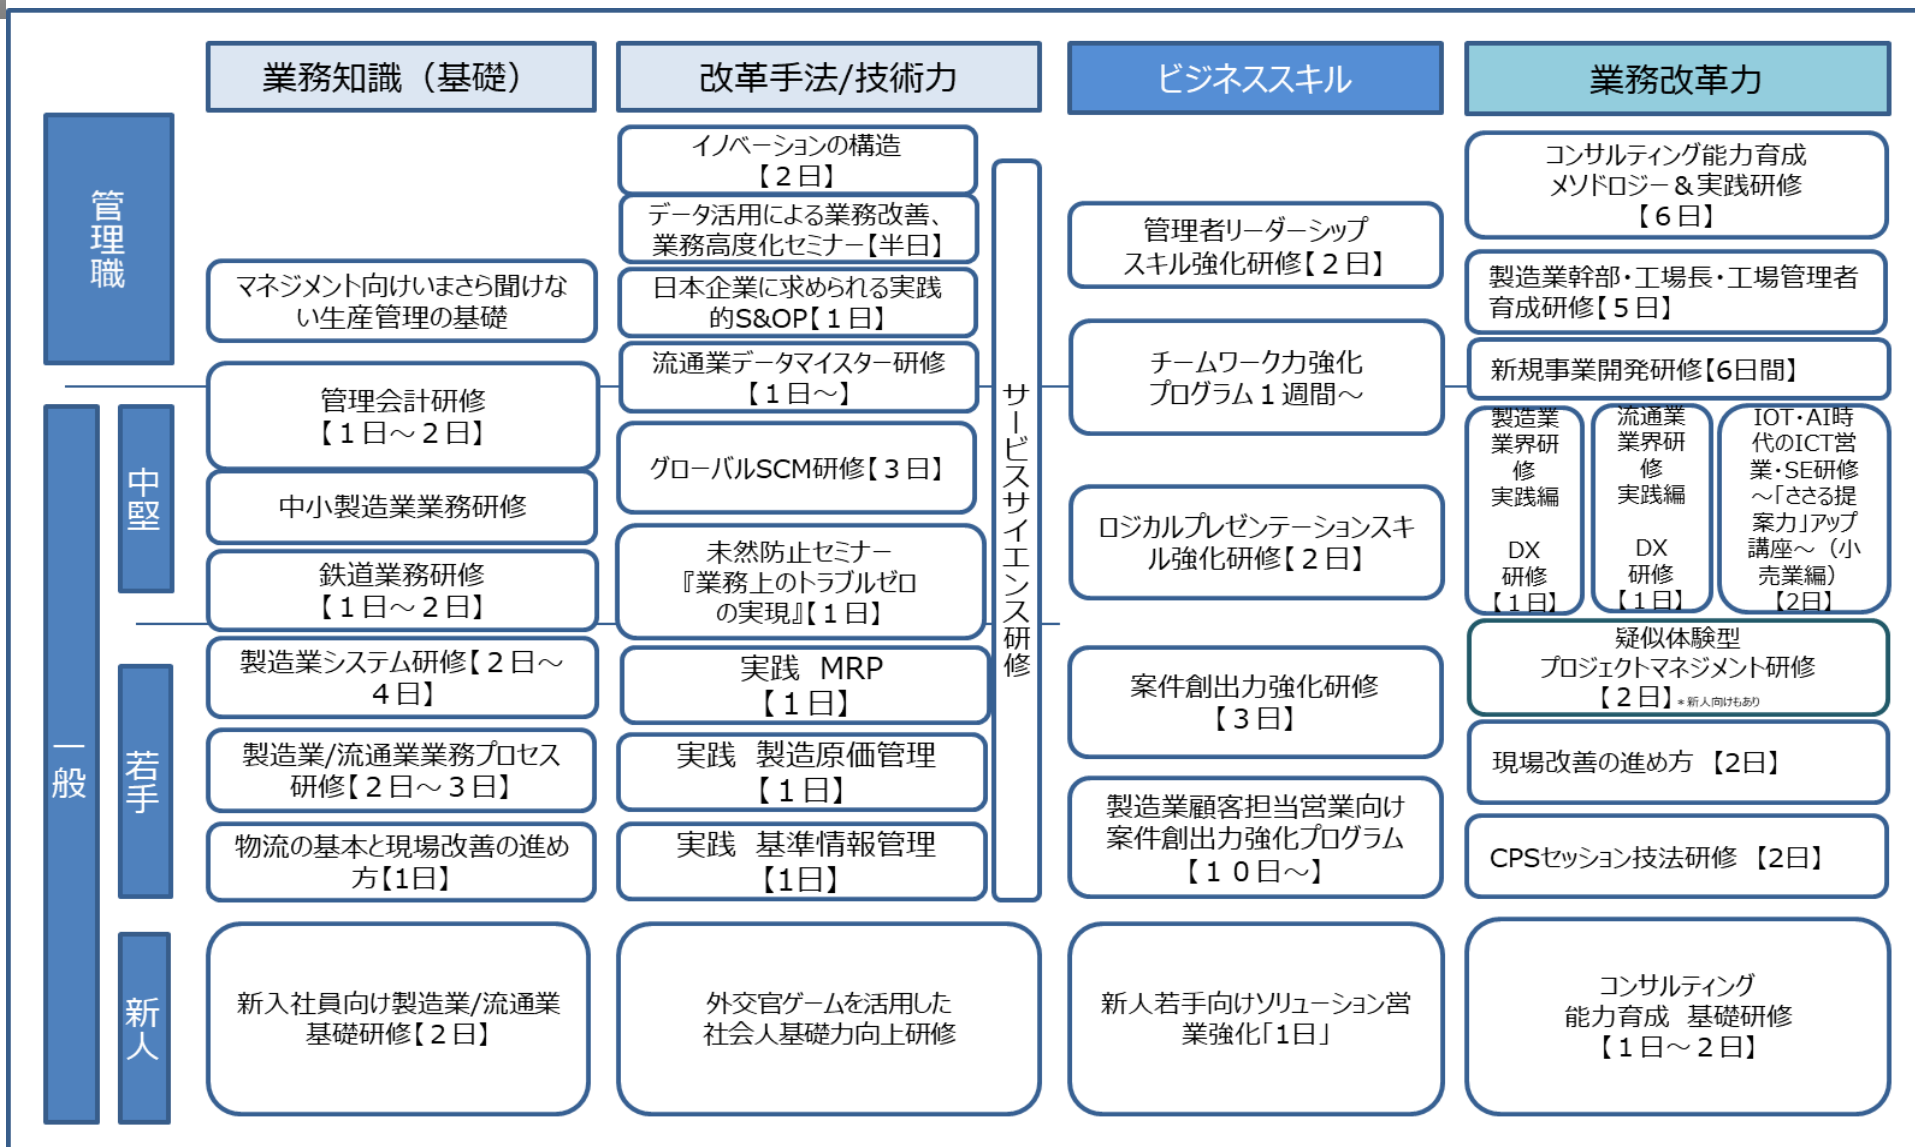 業務知識（基礎）
改革手法/技術力
ビジネススキル
業務改革力
管理職
一般
中堅
若手
新人
マネジメント向けいまさら聞けな
い生産管理の基礎
管理会計研修
【１日～２日】
中小製造業業務研修
鉄道業務研修
【１日～２日】
製造業システム研修【２日～
４日】
製造業/流通業業務プロセス
研修【２日～３日】
物流の基本と現場改善の進め
方【1日】
新入社員向け製造業/流通業
基礎研修【２日】
イノベーションの構造
【２日】
データ活用による業務改善、
業務高度化セミナー【半日】
日本企業に求められる実践
的S&OP【１日】
流通業データマイスター研修
【１日～】
グローバルSCM研修【３日】
未然防止セミナー
『業務上のトラブルゼロ
の実現』【１日】
実践　MRP
【１日】
実践　製造原価管理
【１日】
実践　基準情報管理
【1日】
サービスサイエンス研修
外交官ゲームを活用した
社会人基礎力向上研修
管理者リーダーシップ
スキル強化研修【２日】
チームワーク力強化
プログラム１週間～
ロジカルプレゼンテーションスキ
ル強化研修【２日】
案件創出力強化研修
【３日】
製造業顧客担当営業向け
案件創出力強化プログラム
【１０日～】
新人若手向けソリューション営
業強化「1日」
コンサルティング能力育成
メソドロジー＆実践研修
【６日】
製造業幹部・工場長・工場管理者
育成研修【５日】
新規事業開発研修【6日間】
製造業
業界研
修
実践編
DX
研修
【１日】
流通業
業界研
修
実践編
DX
研修
【１日】
IOT・AI時
代のICT営
業・SE研修
～「ささる提
案力」アップ
講座～（小
売業編）
【2日】
疑似体験型
プロジェクトマネジメント研修
【２日】＊新人向けもあり
現場改善の進め方 【2日】
CPSセッション技法研修 【2日】
コンサルティング
能力育成　基礎研修
【１日～２日】